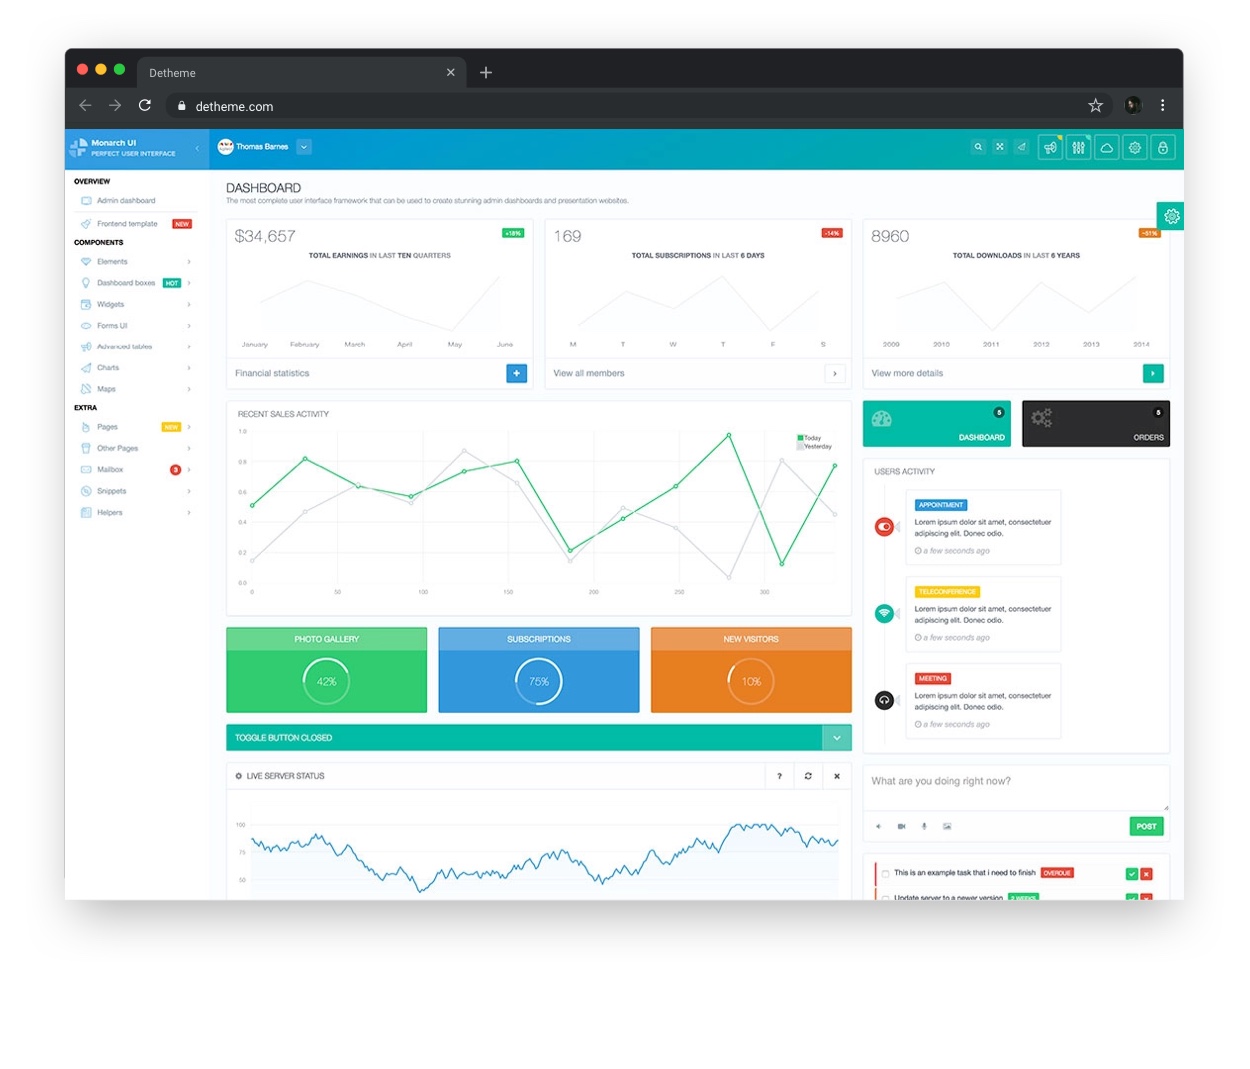 Detheme
detheme.com
Monarch UI
PERFECT USER INTERFACE
Thomas Barnes
OVERVIEW
Admin dashboard
Frontend template NEW
COMPONENTS
Elements
Dashboard boxes HOT
Widgets
Forms UI
Advanced tables
Charts
Maps
EXTRA
Pages NEW
Other Pages
Mailbox 3
Snippets
Helpers
DASHBOARD
The most complete user interface framework that can be used to create stunning admin dashboards and presentation websites.
$34,657 +18%
TOTAL EARNINGS IN LAST TEN QUARTERS
January February March April May June
Financial statistics
169 -14%
TOTAL SUBSCRIPTIONS IN LAST 6 DAYS
M T W T F S
View all members
8960
TOTAL DOWNLOADS IN LAST 6 YEARS
2009 2010 2011 2012 2013 2014
View more details
RECENT SALES ACTIVITY
Today
Yesterday
1.0
0.8
0.6
0.4
0.2
0.0
0 50 100 150 200 250 300
5
DASHBOARD
5
ORDERS
USERS ACTIVITY
APPOINTMENT
Lorem ipsum dolor sit amet, consectetuer
adipiscing elit. Donec odio.
a few seconds ago
TELECONFERENCE
Lorem ipsum dolor sit amet, consectetuer
adipiscing elit. Donec odio.
a few seconds ago
MEETING
Lorem ipsum dolor sit amet, consectetuer
adipiscing elit. Donec odio.
a few seconds ago
PHOTO GALLERY
42%
SUBSCRIPTIONS
75%
NEW VISITORS
10%
TOGGLE BUTTON CLOSED
LIVE SERVER STATUS
100
75
50
What are you doing right now?
POST
This is an example task that i need to finish OVERDUE
Update server to a newer version 2 WEEKS